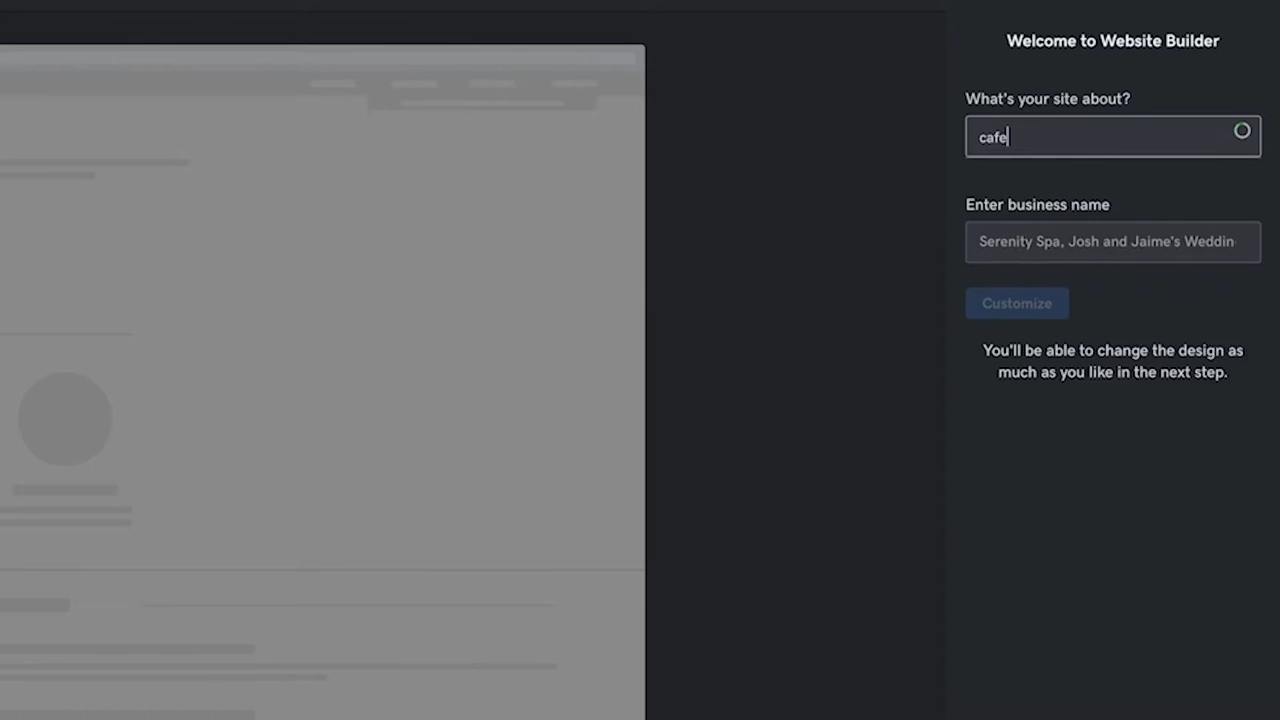 Welcome to Website Builder
What's your site about?
cafe
Enter business name
Serenity Spa, Josh and Jaime's Weddin
Customize
You'll be able to change the design as
much as you like in the next step.